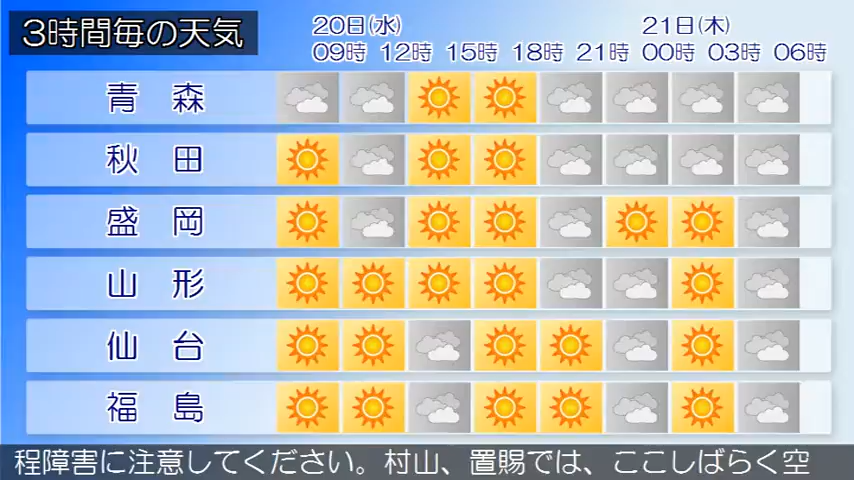 3時間毎の天気
20日(水) 21日(木)
09時 12時 15時 18時 21時 00時 03時 06時
青森
秋田
盛岡
山形
仙台
福島
程障害に注意してください。村山、置賜では、ここしばらく空